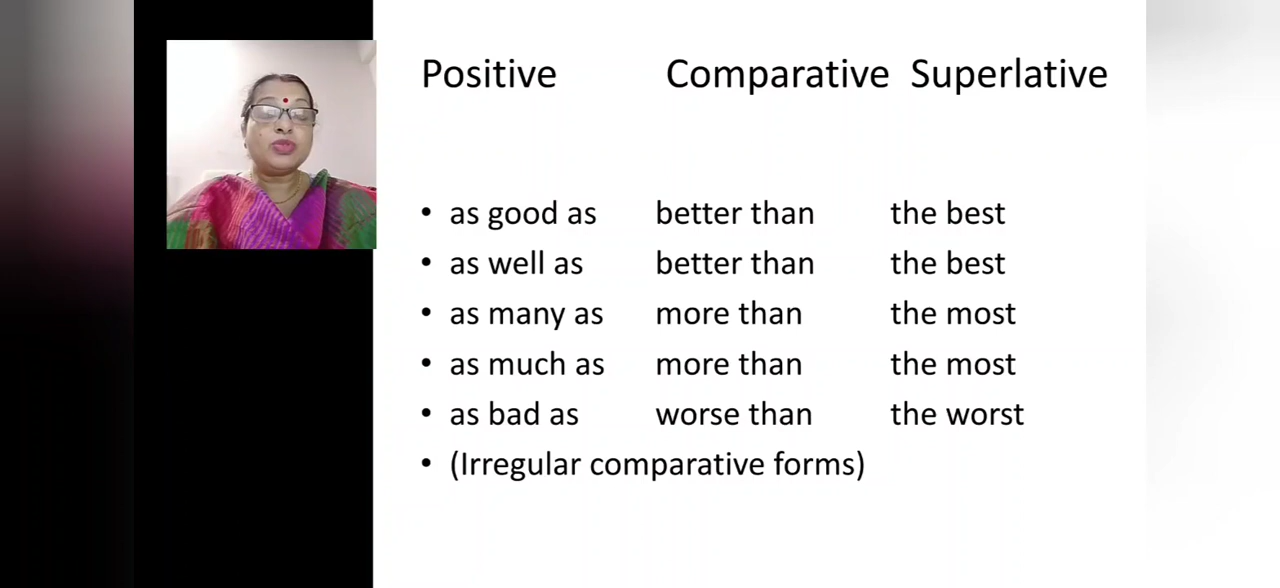 Positive Comparative Superlative
• as good as better than the best
• as well as better than the best
• as many as more than the most
• as much as more than the most
• as bad as worse than the worst
• (Irregular comparative forms)